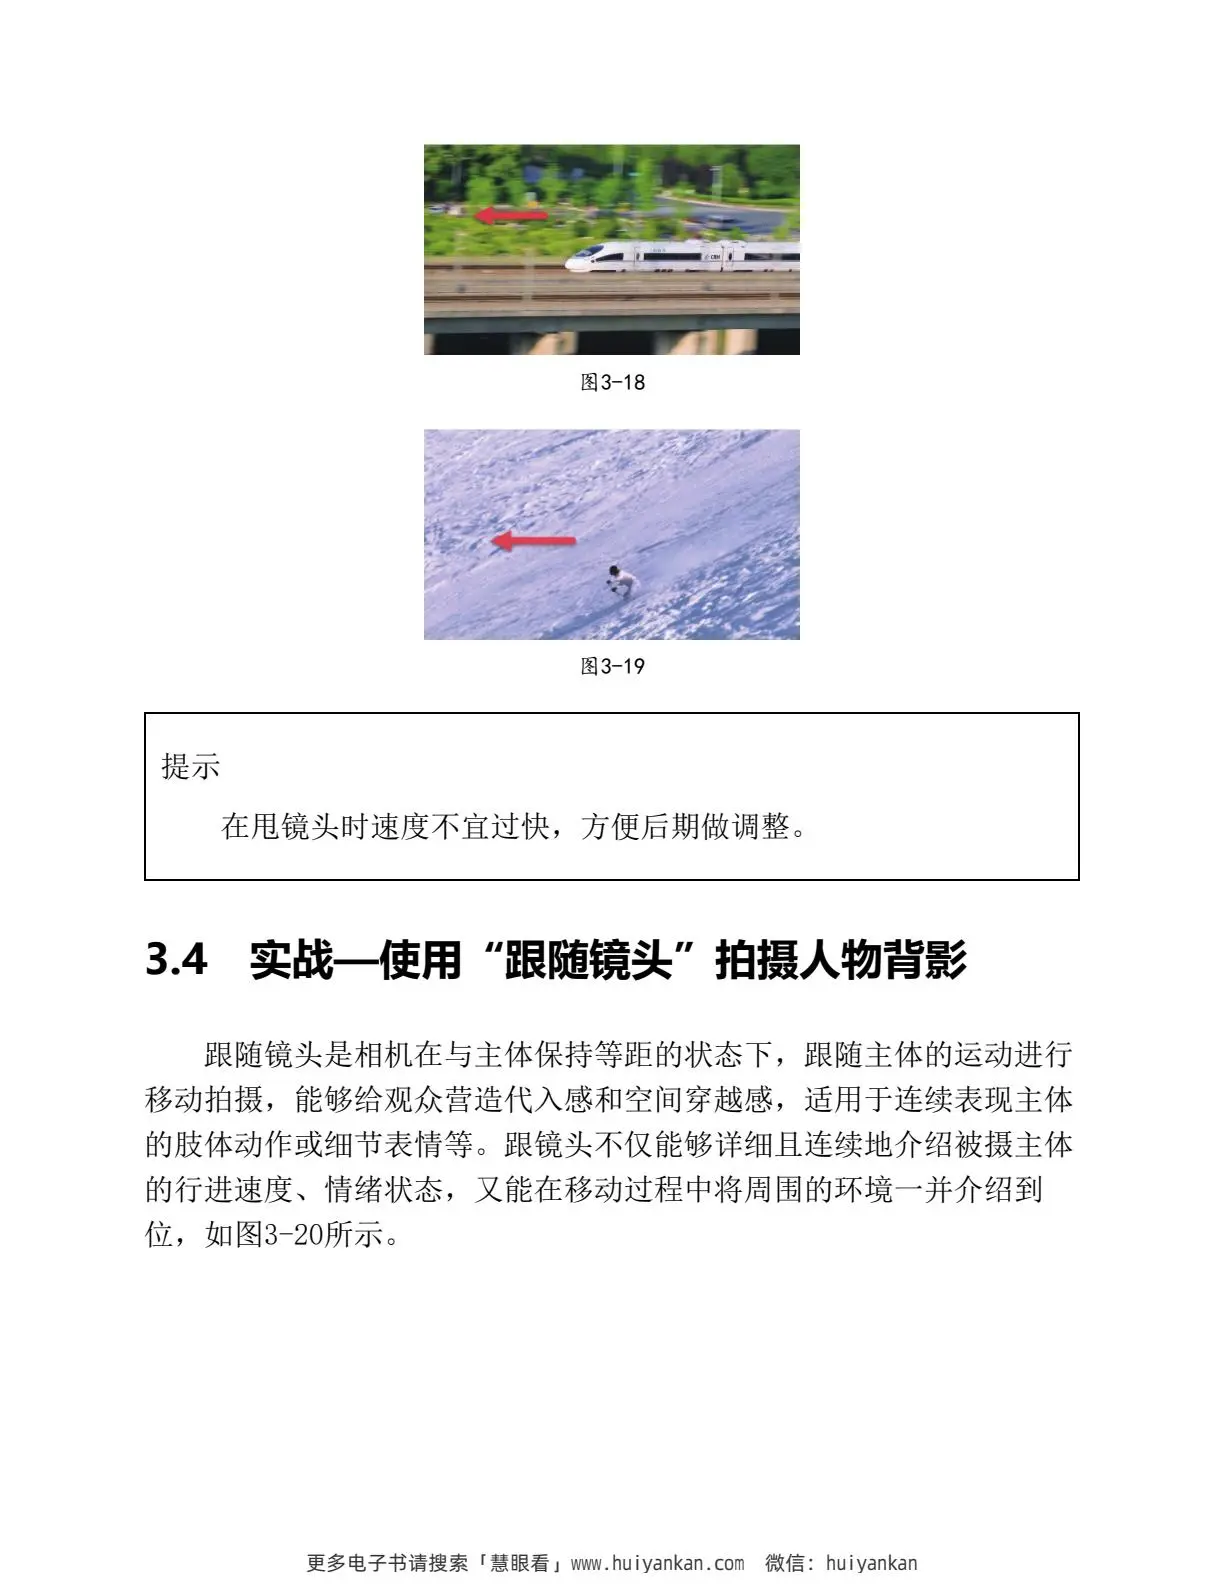 CRH
图3-18
图3-19
提示
在甩镜头时速度不宜过快，方便后期做调整。
3.4 实战—使用“跟随镜头”拍摄人物背影
跟随镜头是相机在与主体保持等距的状态下，跟随主体的运动进行
移动拍摄，能够给观众营造代入感和空间穿越感，适用于连续表现主体
的肢体动作或细节表情等。跟镜头不仅能够详细且连续地介绍被摄主体
的行进速度、情绪状态，又能在移动过程中将周围的环境一并介绍到
位，如图3-20所示。
更多电子书请搜索「慧眼看」www.huiyankan.com 微信：huiyankan